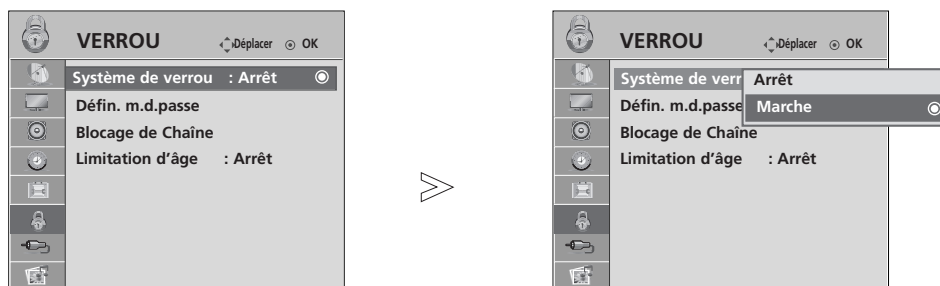 VERROU Déplacer OK
Système de verrou : Arrêt
Défin. m.d.passe
Blocage de Chaîne
Limitation d'âge : Arrêt
VERROU Déplacer OK
Système de verr
Arrêt
Défin. m.d.passe
Marche
Blocage de Chaîne
Limitation d'âge : Arrêt